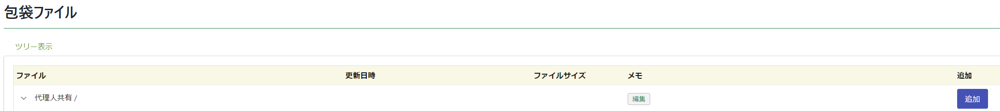 包袋ファイル
ツリー表示
ファイル 更新日時 ファイルサイズ メモ 追加
代理人共有 / 編集 追加